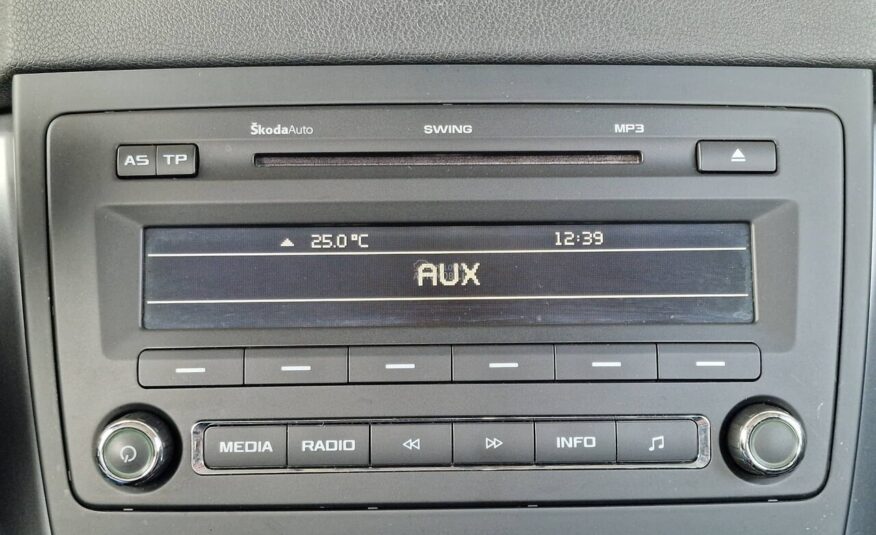 ŠkodaAuto SWING MP3
AS TP
25.0°C 12:39
AUX
MEDIA RADIO INFO